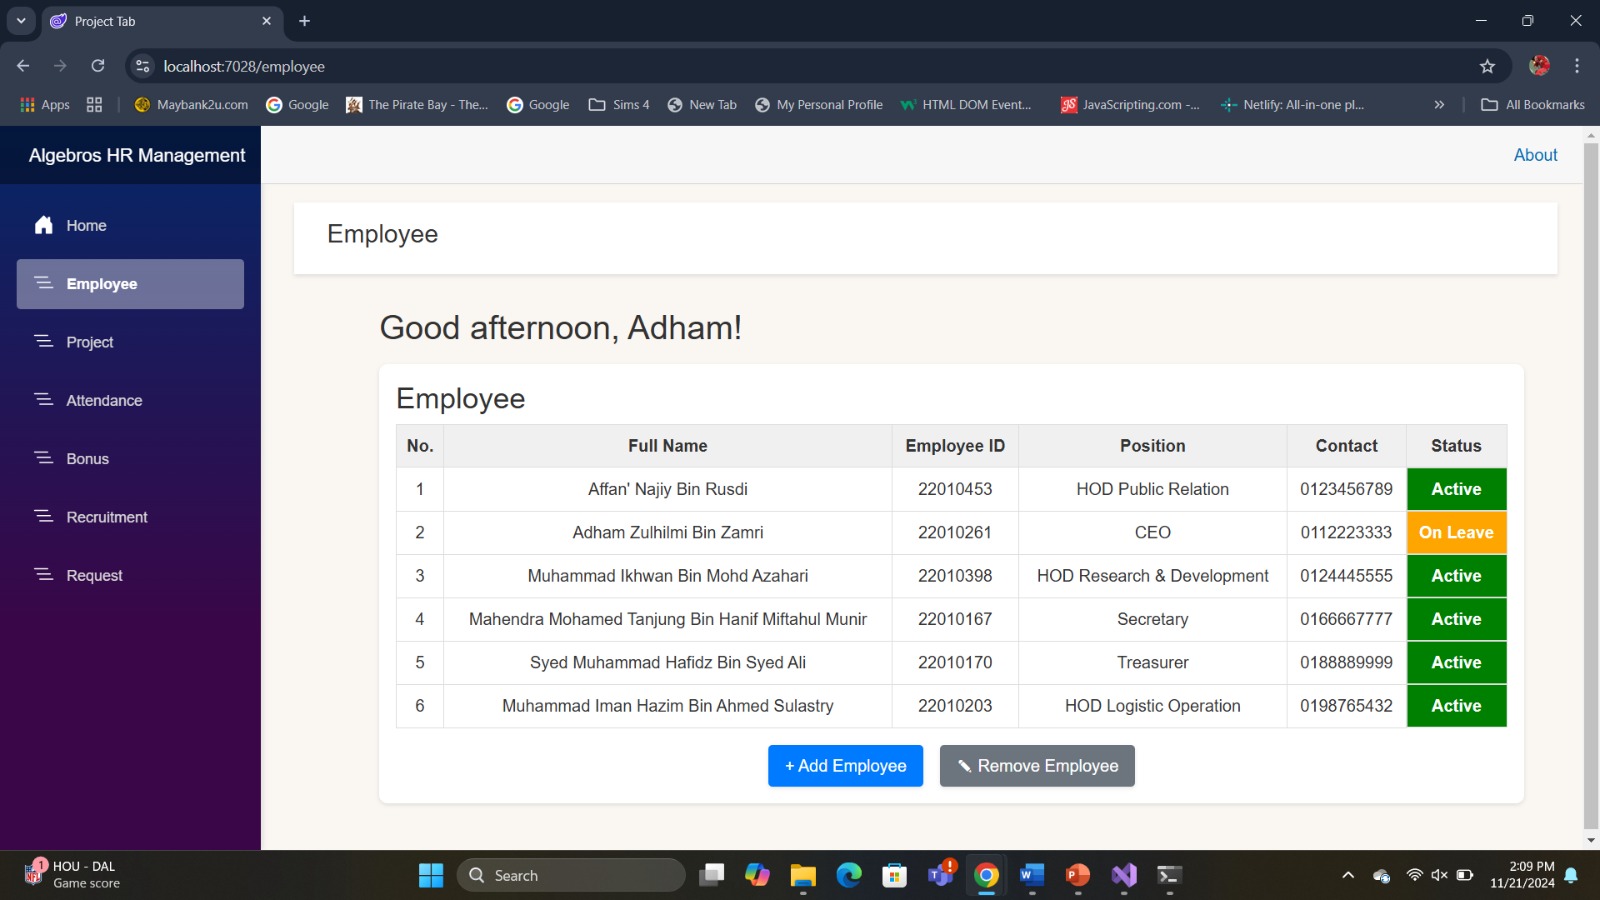 Project Tab
localhost:7028/employee
Apps
Maybank2u.com
Google
The Pirate Bay - The...
Google
Sims 4
New Tab
My Personal Profile
HTML DOM Event...
JavaScripting.com -...
Netlify: All-in-one pl...
All Bookmarks
Algebros HR Management
About
Home
Employee
Project
Attendance
Bonus
Recruitment
Request
Employee
Good afternoon, Adham!
Employee
No. Full Name Employee ID Position Contact Status
1 Affan' Najiy Bin Rusdi 22010453 HOD Public Relation 0123456789 Active
2 Adham Zulhilmi Bin Zamri 22010261 CEO 0112223333 On Leave
3 Muhammad Ikhwan Bin Mohd Azahari 22010398 HOD Research & Development 0124445555 Active
4 Mahendra Mohamed Tanjung Bin Hanif Miftahul Munir 22010167 Secretary 0166667777 Active
5 Syed Muhammad Hafidz Bin Syed Ali 22010170 Treasurer 0188889999 Active
6 Muhammad Iman Hazim Bin Ahmed Sulastry 22010203 HOD Logistic Operation 0198765432 Active
+ Add Employee
Remove Employee
1
HOU - DAL
Game score
Search
2:09 PM
11/21/2024